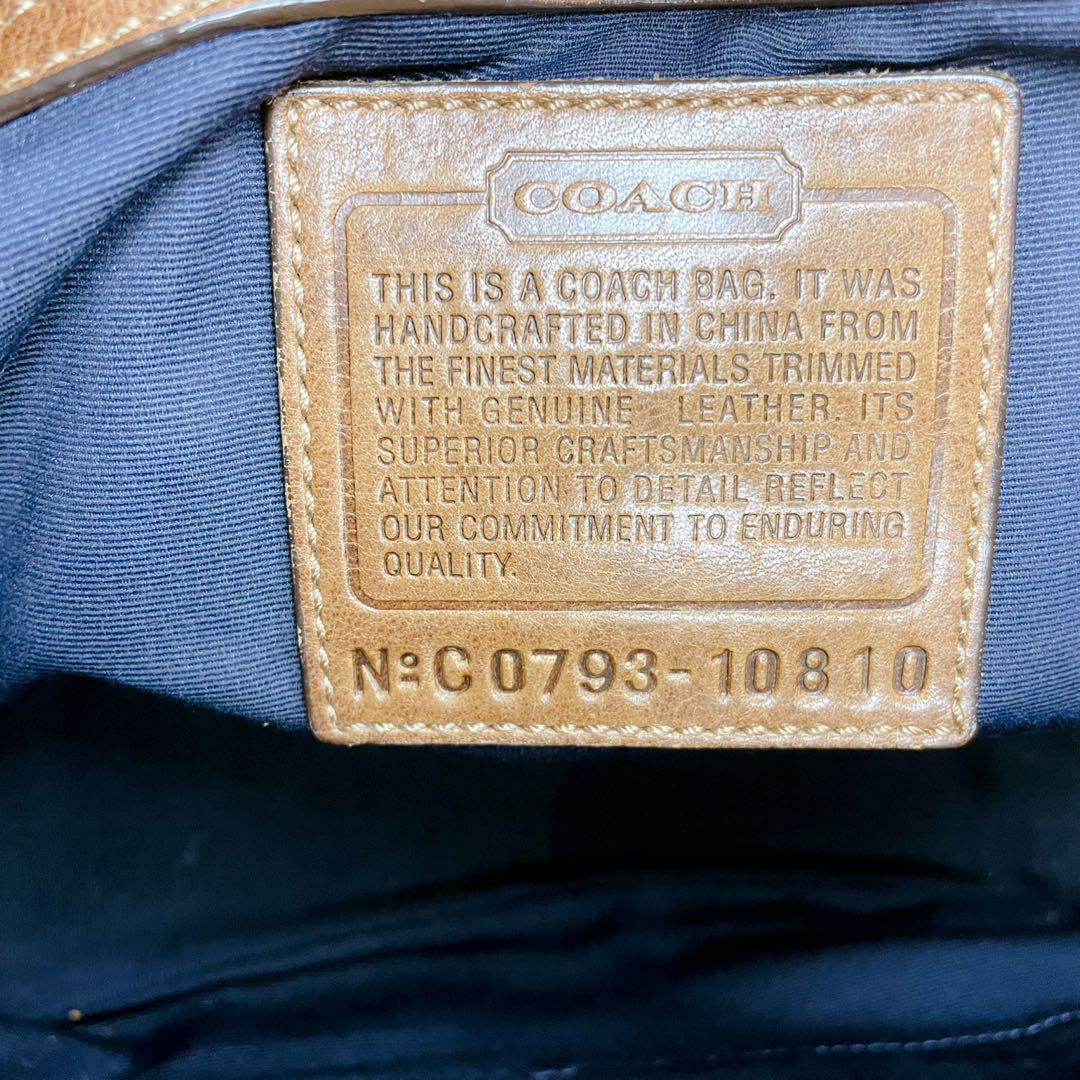 COACH
THIS IS A COACH BAG. IT WAS
HANDCRAFTED IN CHINA FROM
THE FINEST MATERIALS TRIMMED
WITH GENUINE LEATHER. ITS
SUPERIOR CRAFTSMANSHIP AND
ATTENTION TO DETAIL REFLECT
OUR COMMITMENT TO ENDURING
QUALITY.
Nº C0793-10810